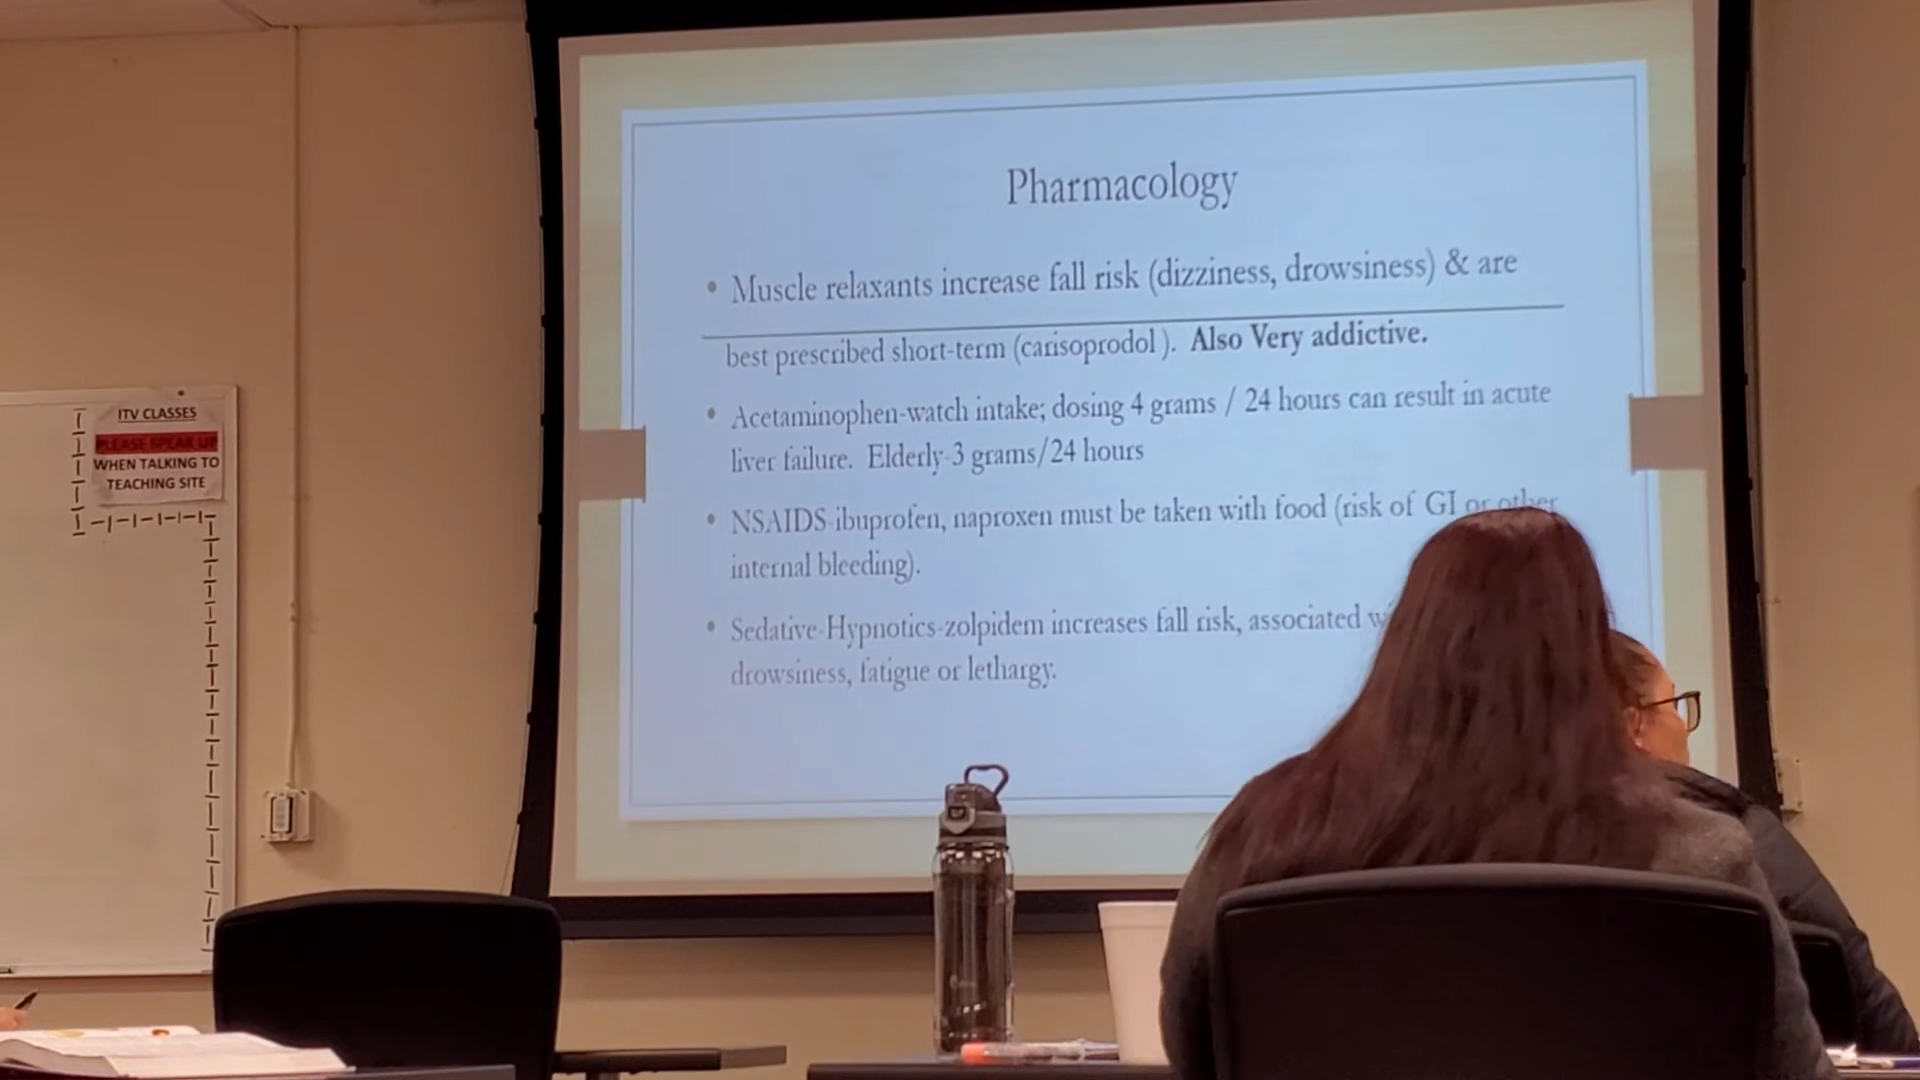 Pharmacology
• Muscle relaxants increase fall risk (dizziness, drowsiness) & are
best prescribed short-term (carisoprodol ). Also Very addictive.
• Acetaminophen-watch intake; dosing 4 grams / 24 hours can result in acute
liver failure. Elderly-3 grams/24 hours
• NSAIDS-ibuprofen, naproxen must be taken with food (risk of GI or other
internal bleeding).
• Sedative-Hypnotics-zolpidem increases fall risk, associated
drowsiness, fatigue or lethargy.
ITV CLASSES
PLEASE SPEAK UP
WHEN TALKING TO
TEACHING SITE